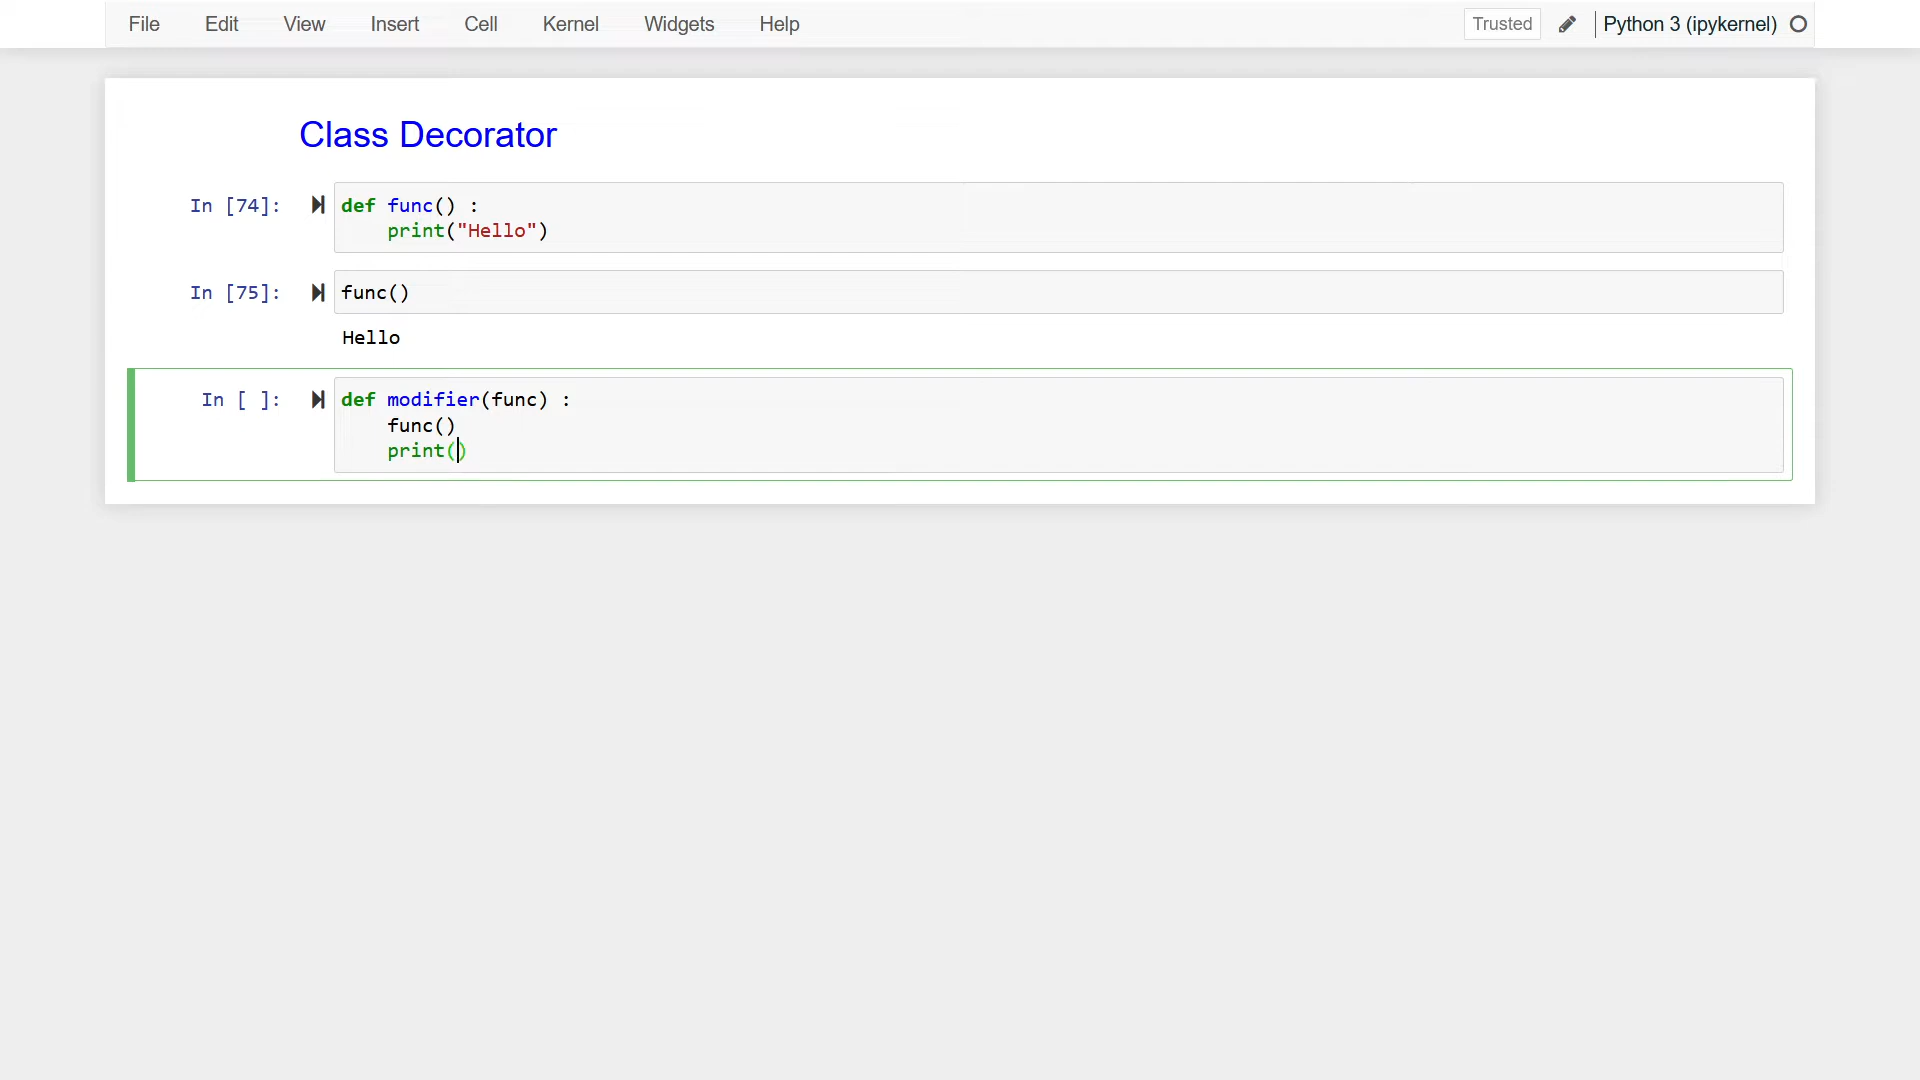 File Edit View Insert Cell Kernel Widgets Help Trusted Python 3 (ipykernel)
Class Decorator
In [74]: def func() :
    print("Hello")
In [75]: func()
Hello
In [ ]: def modifier(func) :
    func()
    print()